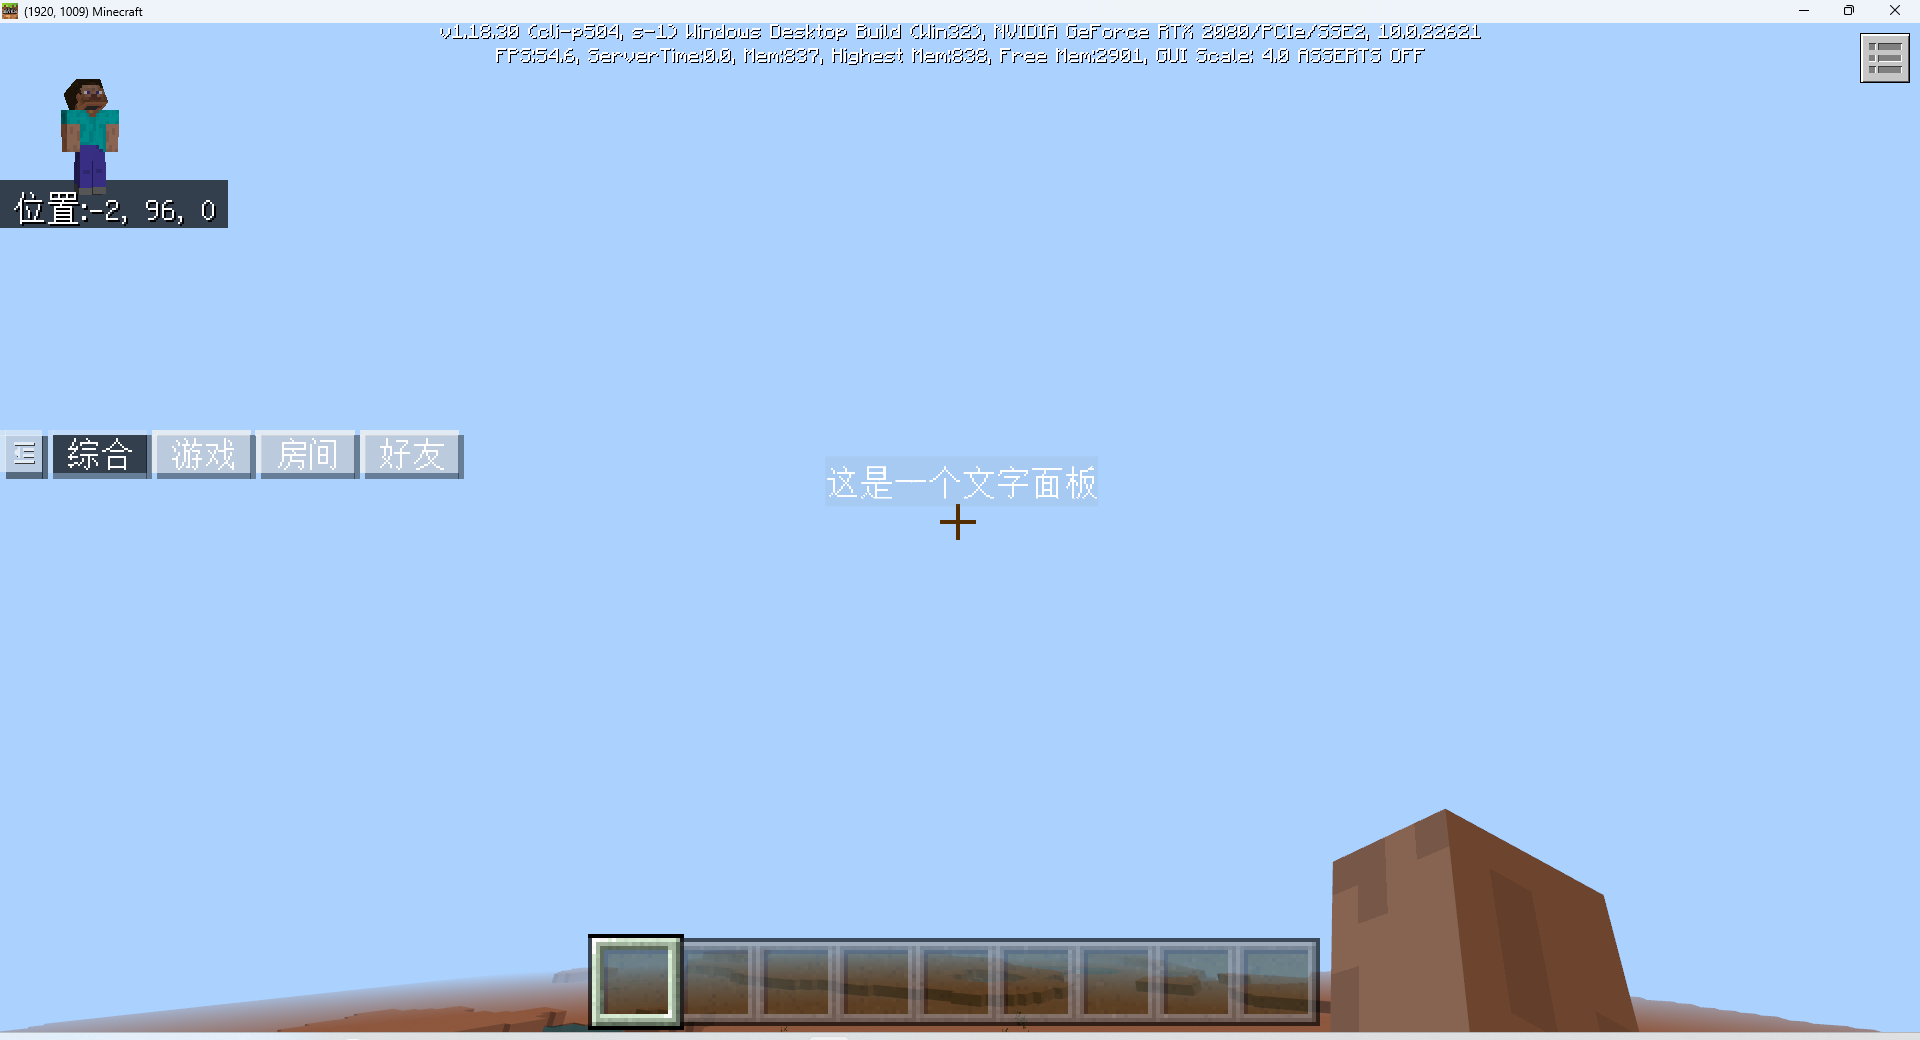 (1920, 1009) Minecraft
v1.18.30 (cli-p504, s-1) Windows Desktop Build (Win32), NVIDIA GeForce RTX 2080/PCIe/SSE2, 10.0.22621
FPS:54.6, ServerTime:0.0, Mem:837, Highest Mem:838, Free Mem:2901, GUI Scale: 4.0 ASSERTS OFF
位置:-2, 96, 0
综合 游戏 房间 好友
这是一个文字面板